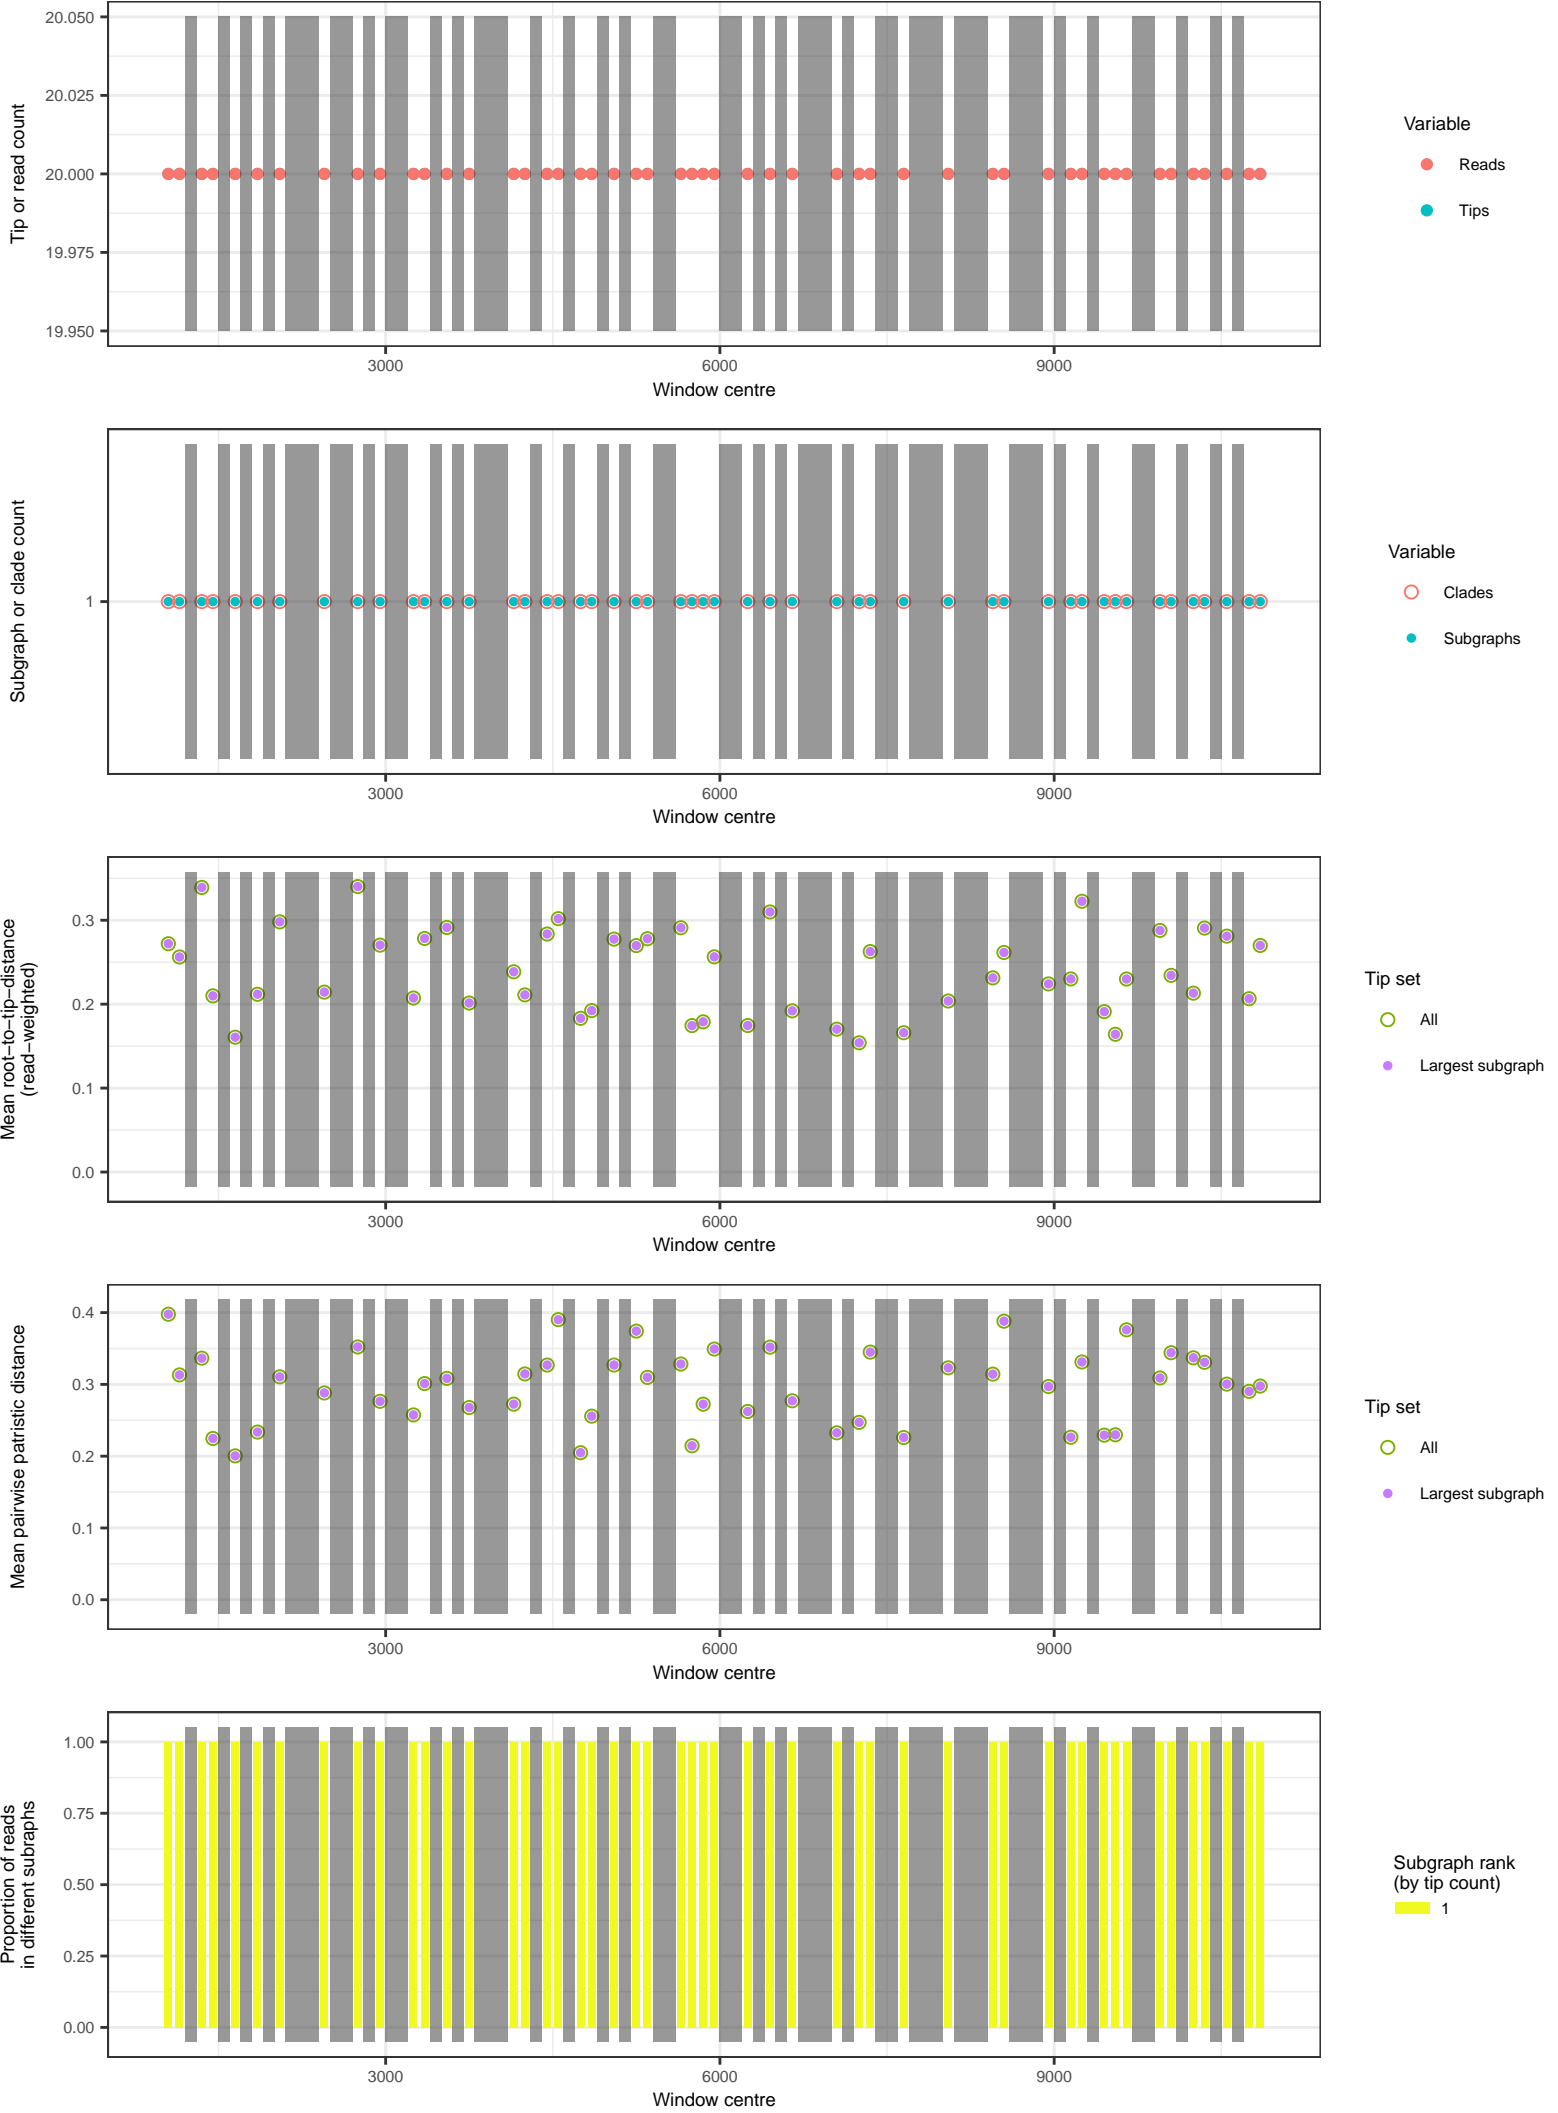 20.050
20.025
20.000
19.975
19.950
Tip or read count
3000 6000 9000
Window centre
Variable
Reads
Tips
1
Subgraph or clade count
3000 6000 9000
Window centre
Variable
Clades
Subgraphs
0.3
0.2
0.1
0.0
Mean root−to−tip−distance
(read−weighted)
3000 6000 9000
Window centre
Tip set
All
Largest subgraph
0.4
0.3
0.2
0.1
0.0
Mean pairwise patristic distance
3000 6000 9000
Window centre
Tip set
All
Largest subgraph
1.00
0.75
0.50
0.25
0.00
Proportion of reads
in different subraphs
3000 6000 9000
Window centre
Subgraph rank
(by tip count)
1